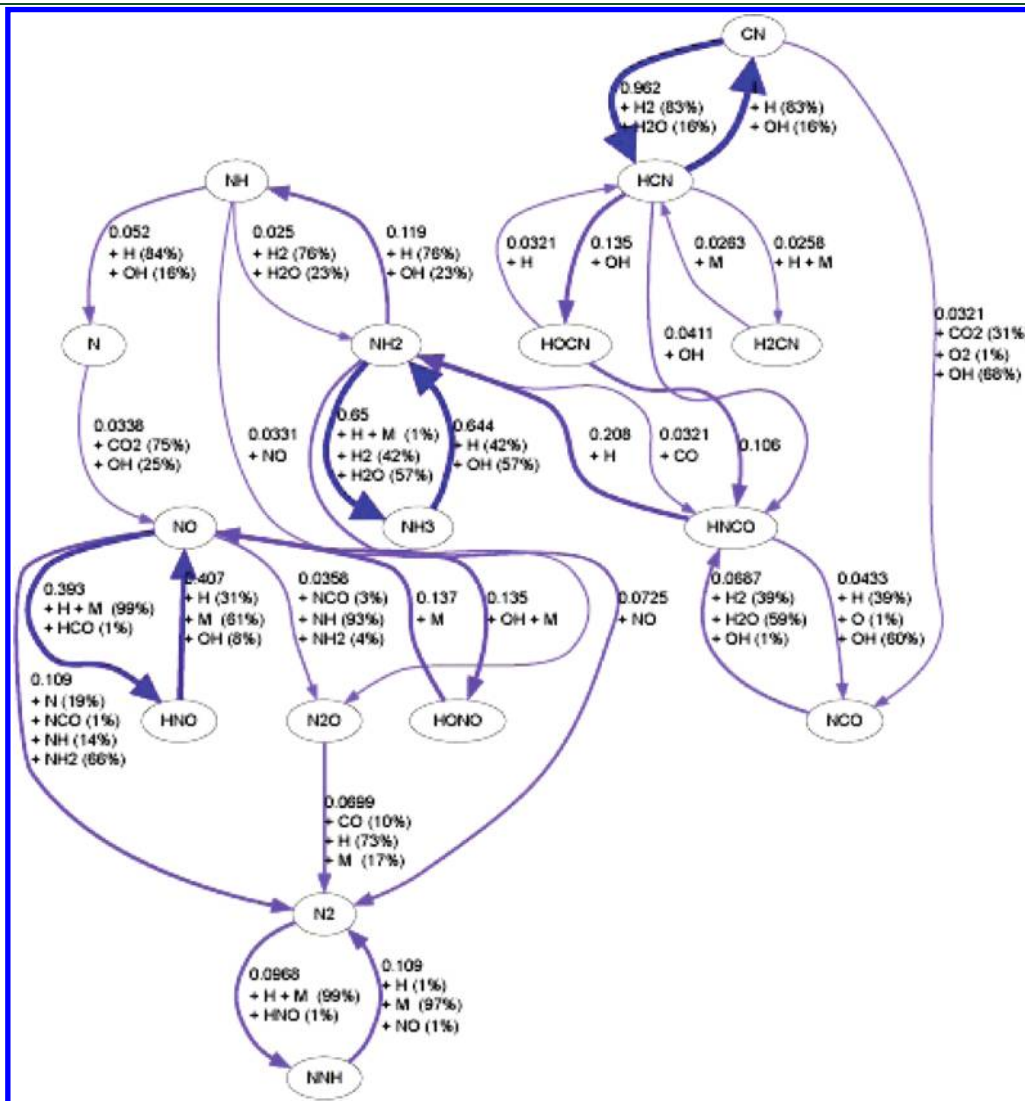 CN
0.962
+ H2 (83%)
+ H2O (16%)
+ H (83%)
+ OH (16%)
NH
HCN
0.052
+ H (84%)
+ OH (16%)
0.025
+ H2 (76%)
+ H2O (23%)
0.119
+ H (76%)
+ OH (23%)
0.0321
+ H
0.135
+ OH
0.0263
+ M
0.0258
+ H + M
0.0321
+ CO2 (31%
+ O2 (1%)
+ OH (68%)
N
NH2
HOCN
H2CN
0.0411
+ OH
0.0338
+ CO2 (75%)
+ OH (25%)
0.0331
+ NO
0.65
+ H + M (1%)
+ H2 (42%)
+ H2O (57%)
0.644
+ H (42%)
+ OH (57%)
0.208
+ H
0.0321
+ CO
0.106
NO
NH3
HNCO
0.393
+ H + M (99%)
+ HCO (1%)
0.407
+ H (31%)
+ M (61%)
+ OH (8%)
0.0358
+ NCO (3%)
+ NH (93%)
+ NH2 (4%)
0.137
+ M
0.135
+ OH + M
0.0725
+ NO
0.0687
+ H2 (39%)
+ H2O (59%)
+ OH (1%)
0.0433
+ H (39%)
+ O (1%)
+ OH (60%)
0.109
+ N (19%)
+ NCO (1%)
+ NH (14%)
+ NH2 (66%)
HNO
N2O
HONO
NCO
0.0699
+ CO (10%)
+ H (73%)
+ M (17%)
N2
0.0968
+ H + M (99%)
+ HNO (1%)
0.109
+ H (1%)
+ M (97%)
+ NO (1%)
NNH